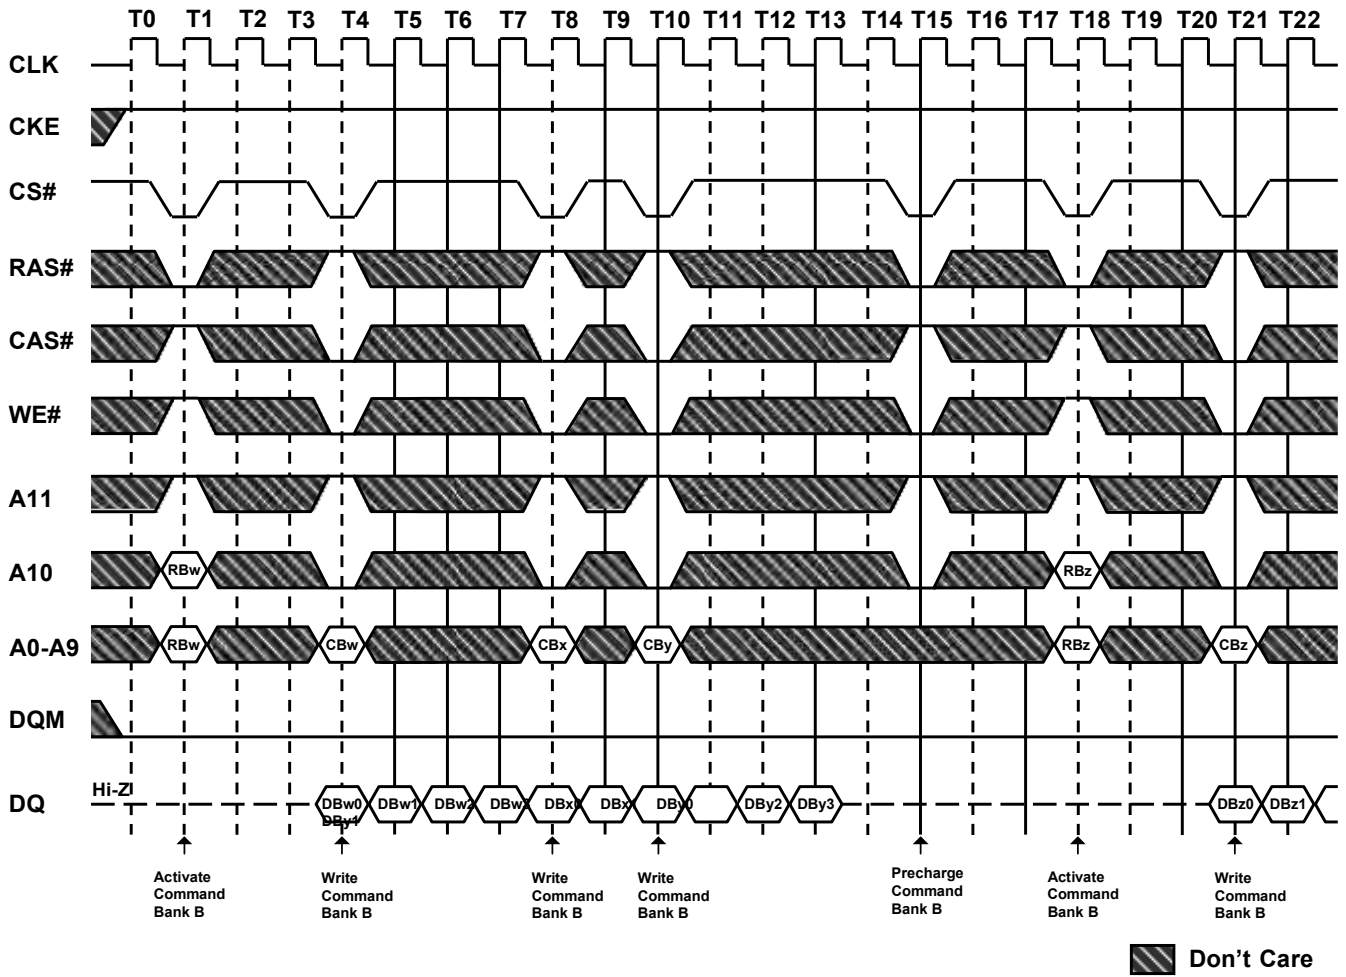 T0 T1 T2 T3 T4 T5 T6 T7 T8 T9 T10 T11 T12 T13 T14 T15 T16 T17 T18 T19 T20 T21 T22
CLK
CKE
CS#
RAS#
CAS#
WE#
A11
A10 RBw RBz
A0-A9 RBw CBw CBx CBy RBz CBz
DQM
Hi-Z
DQ DBw0 DBw1 DBw2 DBx0 DBy0 DBy2 DBy3 DBz0 DBz1
DBy1
Activate Command Bank B
Write Command Bank B
Write Command Bank B
Write Command Bank B
Precharge Command Bank B
Activate Command Bank B
Write Command Bank B
Don't Care